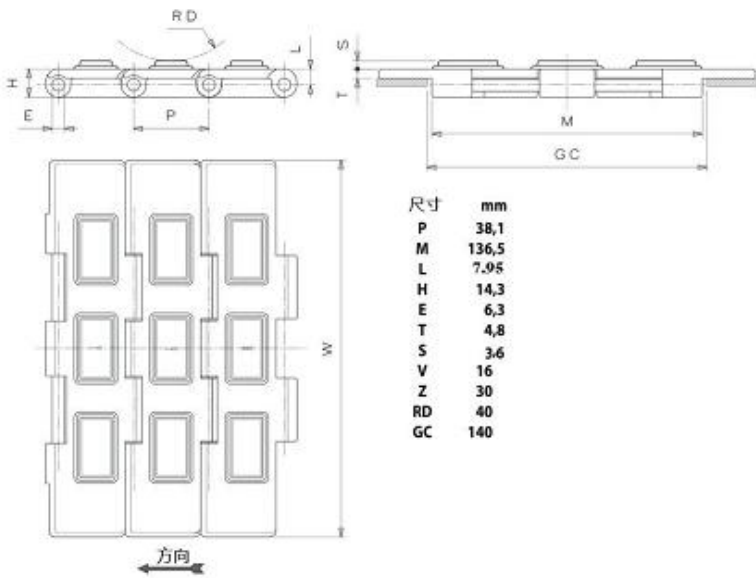 RD
H
L
S
T
E
P
M
GC
W
尺寸 mm
P 38,1
M 136,5
L 7.95
H 14,3
E 6,3
T 4,8
S 3.6
V 16
Z 30
RD 40
GC 140
方向